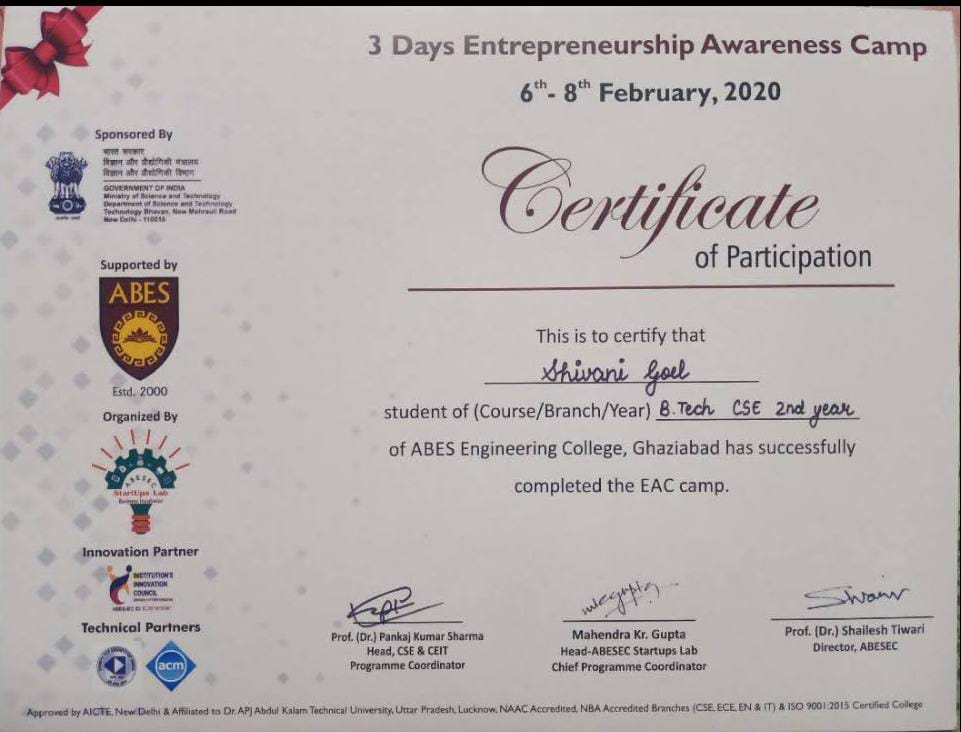 3 Days Entrepreneurship Awareness Camp
6th- 8th February, 2020
Sponsored By
भारत सरकार
विज्ञान और प्रौद्योगिकी मंत्रालय
विज्ञान और प्रौद्योगिकी विभाग
GOVERNMENT OF INDIA
Ministry of Science and Technology
Department of Science and Technology
Technology Bhavan, New Mehrauli Road
New Delhi - 110016
Certificate
of Participation
Supported by
ABES
Estd. 2000
This is to certify that
Shivani Goel
student of (Course/Branch/Year) B.Tech CSE 2nd year
of ABES Engineering College, Ghaziabad has successfully
completed the EAC camp.
Organized By
ABESEC
StartUps Lab
Business Incubator
Innovation Partner
INSTITUTION'S
INNOVATION
COUNCIL
Technical Partners
acm
Prof. (Dr.) Pankaj Kumar Sharma
Head, CSE & CEIT
Programme Coordinator
Mahendra Kr. Gupta
Head-ABESEC Startups Lab
Chief Programme Coordinator
Prof. (Dr.) Shailesh Tiwari
Director, ABESEC
Approved by AICTE, New Delhi & Affiliated to Dr. APJ Abdul Kalam Technical University, Uttar Pradesh, Lucknow, NAAC Accredited, NBA Accredited Branches (CSE, ECE, EN & IT) & ISO 9001:2015 Certified College